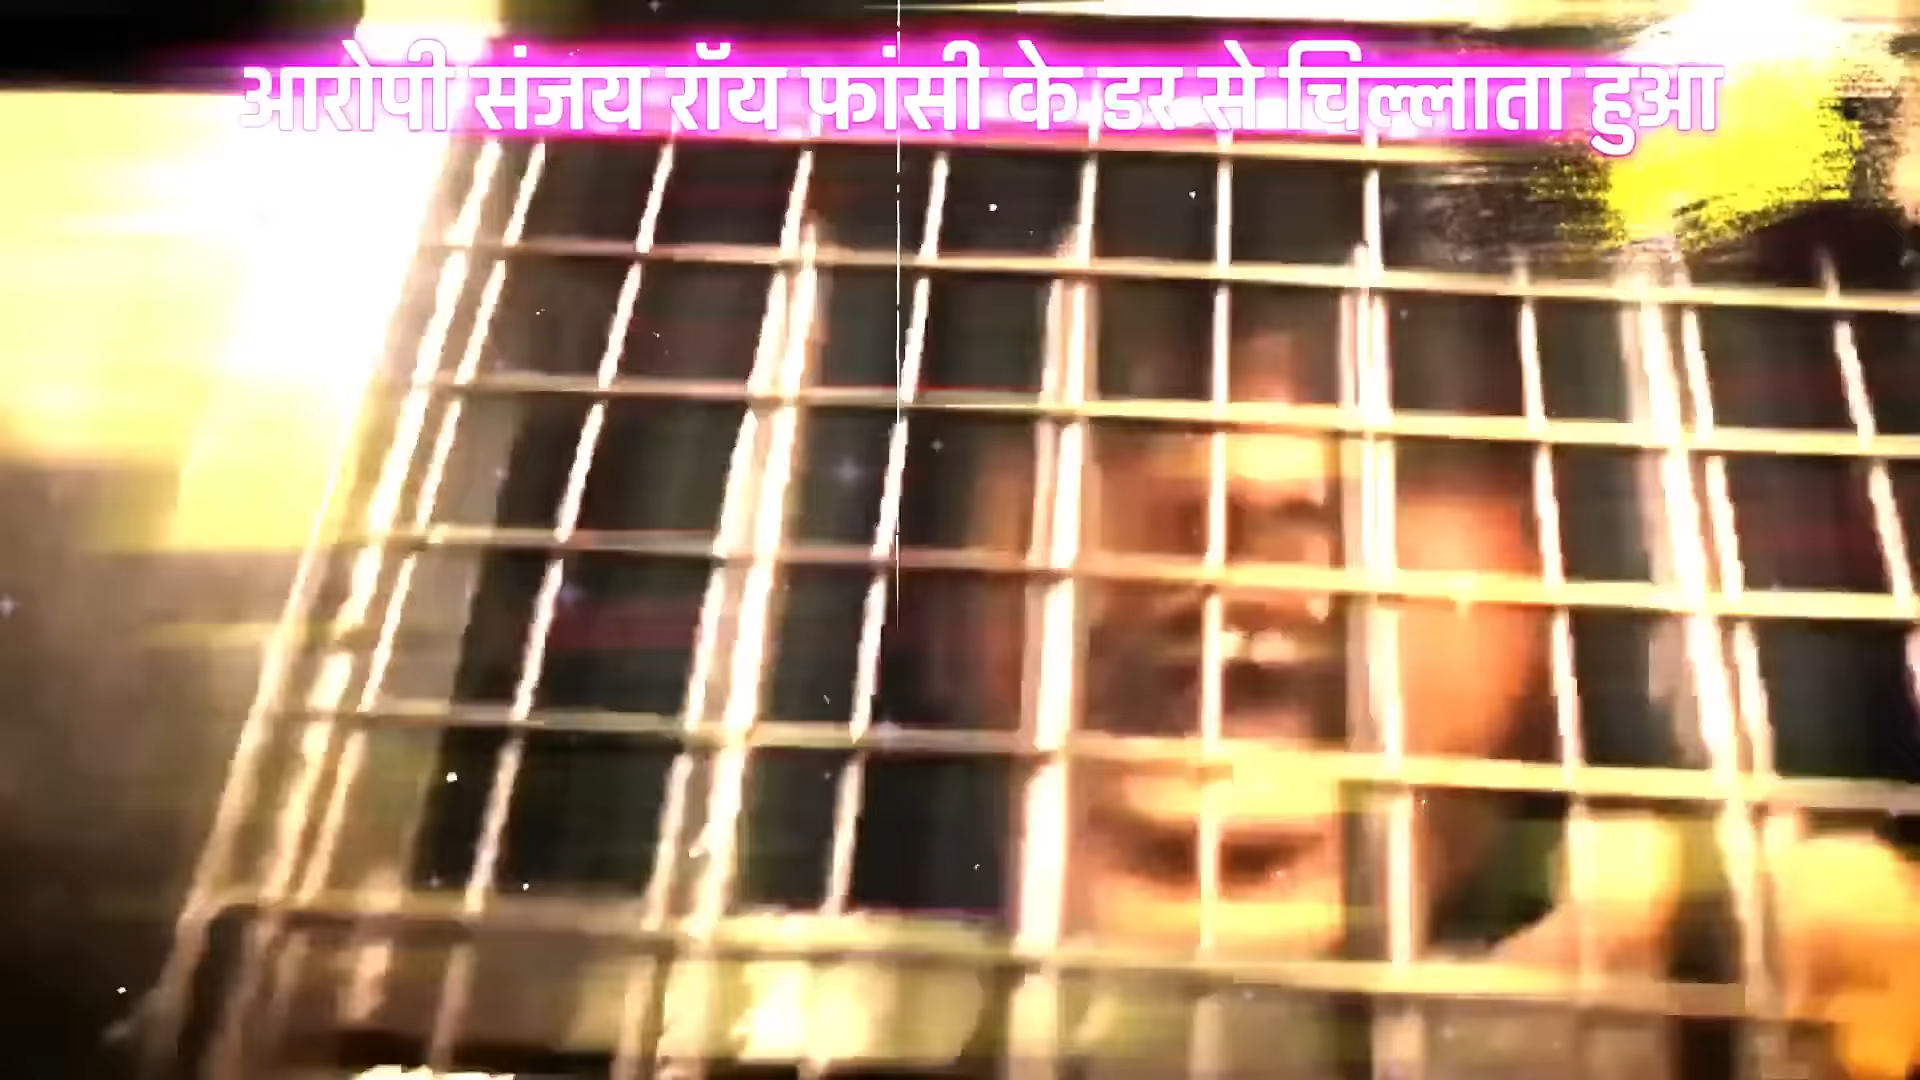 आरोपी संजय रॉय फांसी के डर से चिल्लाता हुआ